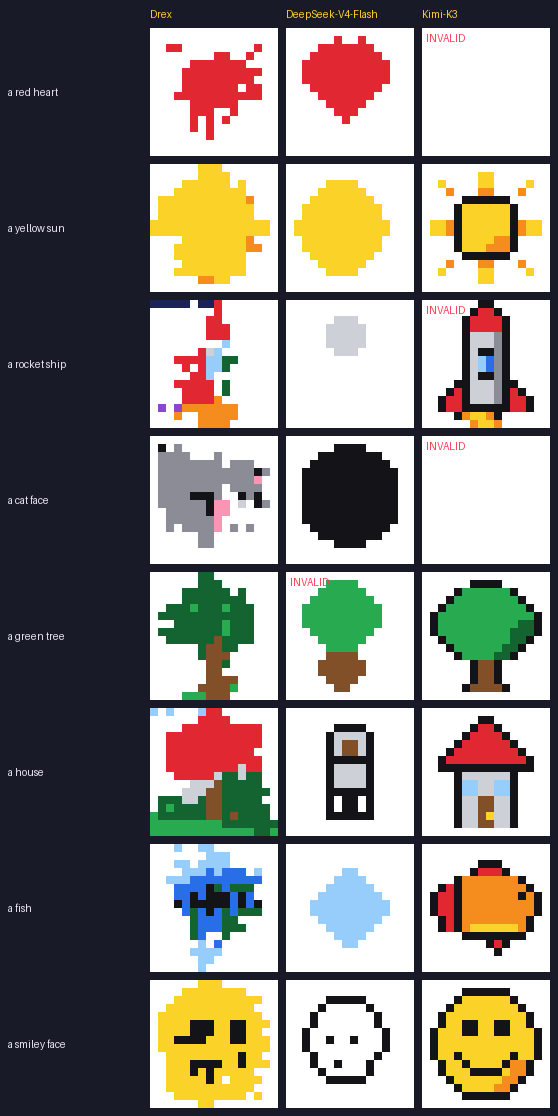 Drex DeepSeek-V4-Flash Kimi-K3
a red heart INVALID
a yellow sun
a rocket ship INVALID
a cat face INVALID
a green tree INVALID
a house
a fish
a smiley face